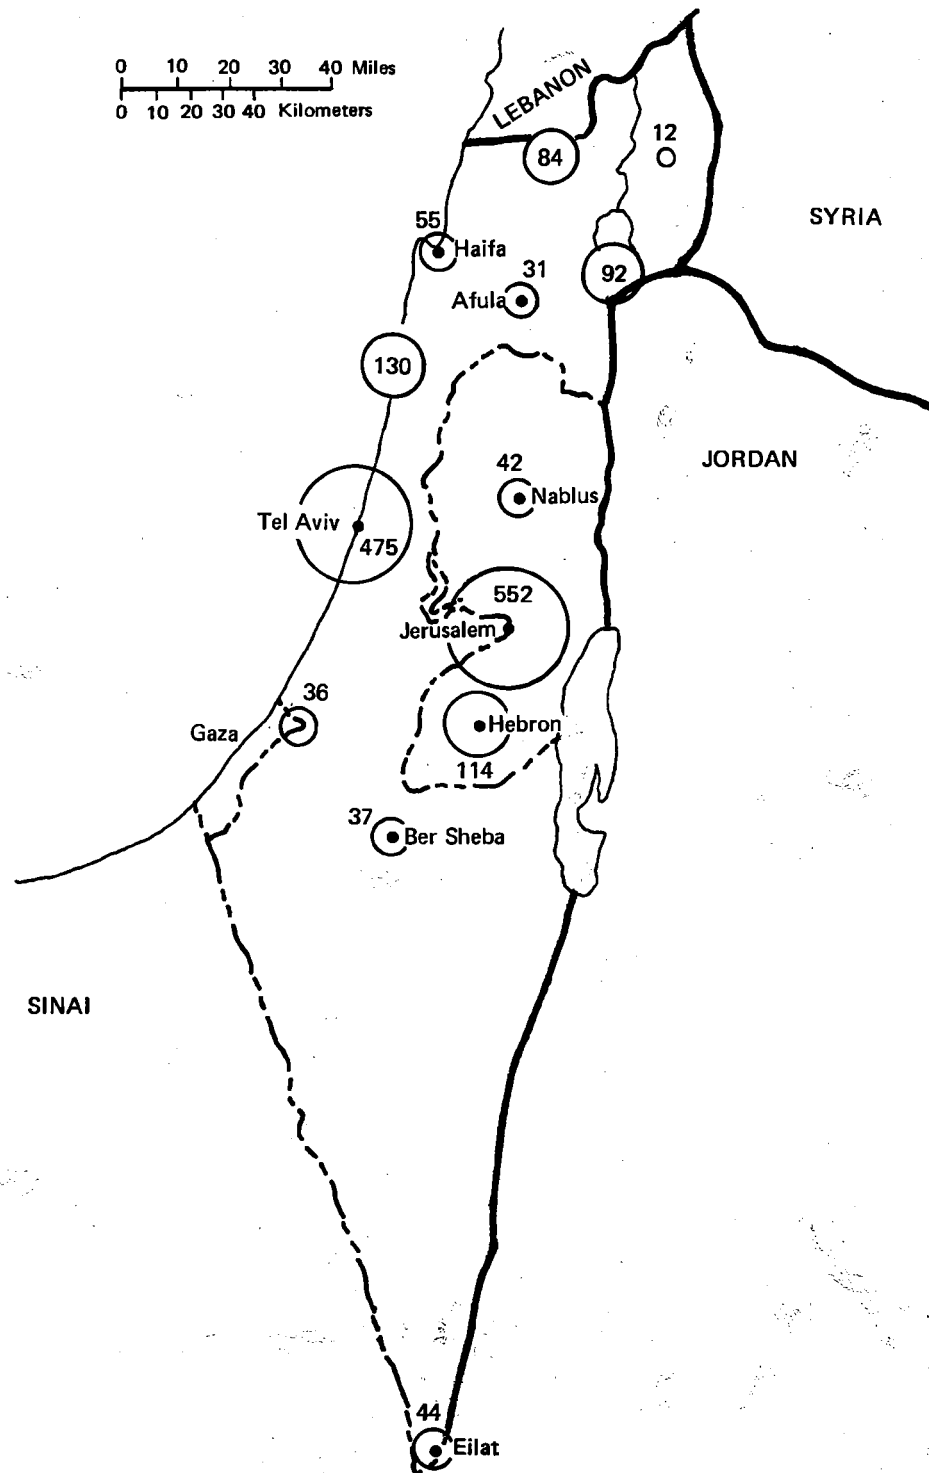 0 10 20 30 40 Miles
0 10 20 30 40 Kilometers
LEBANON
84
12
SYRIA
55
Haifa
31
92
Afula
130
JORDAN
42
Nablus
Tel Aviv
475
552
Jerusalem
36
Gaza
Hebron
114
37
Ber Sheba
SINAI
44
Eilat